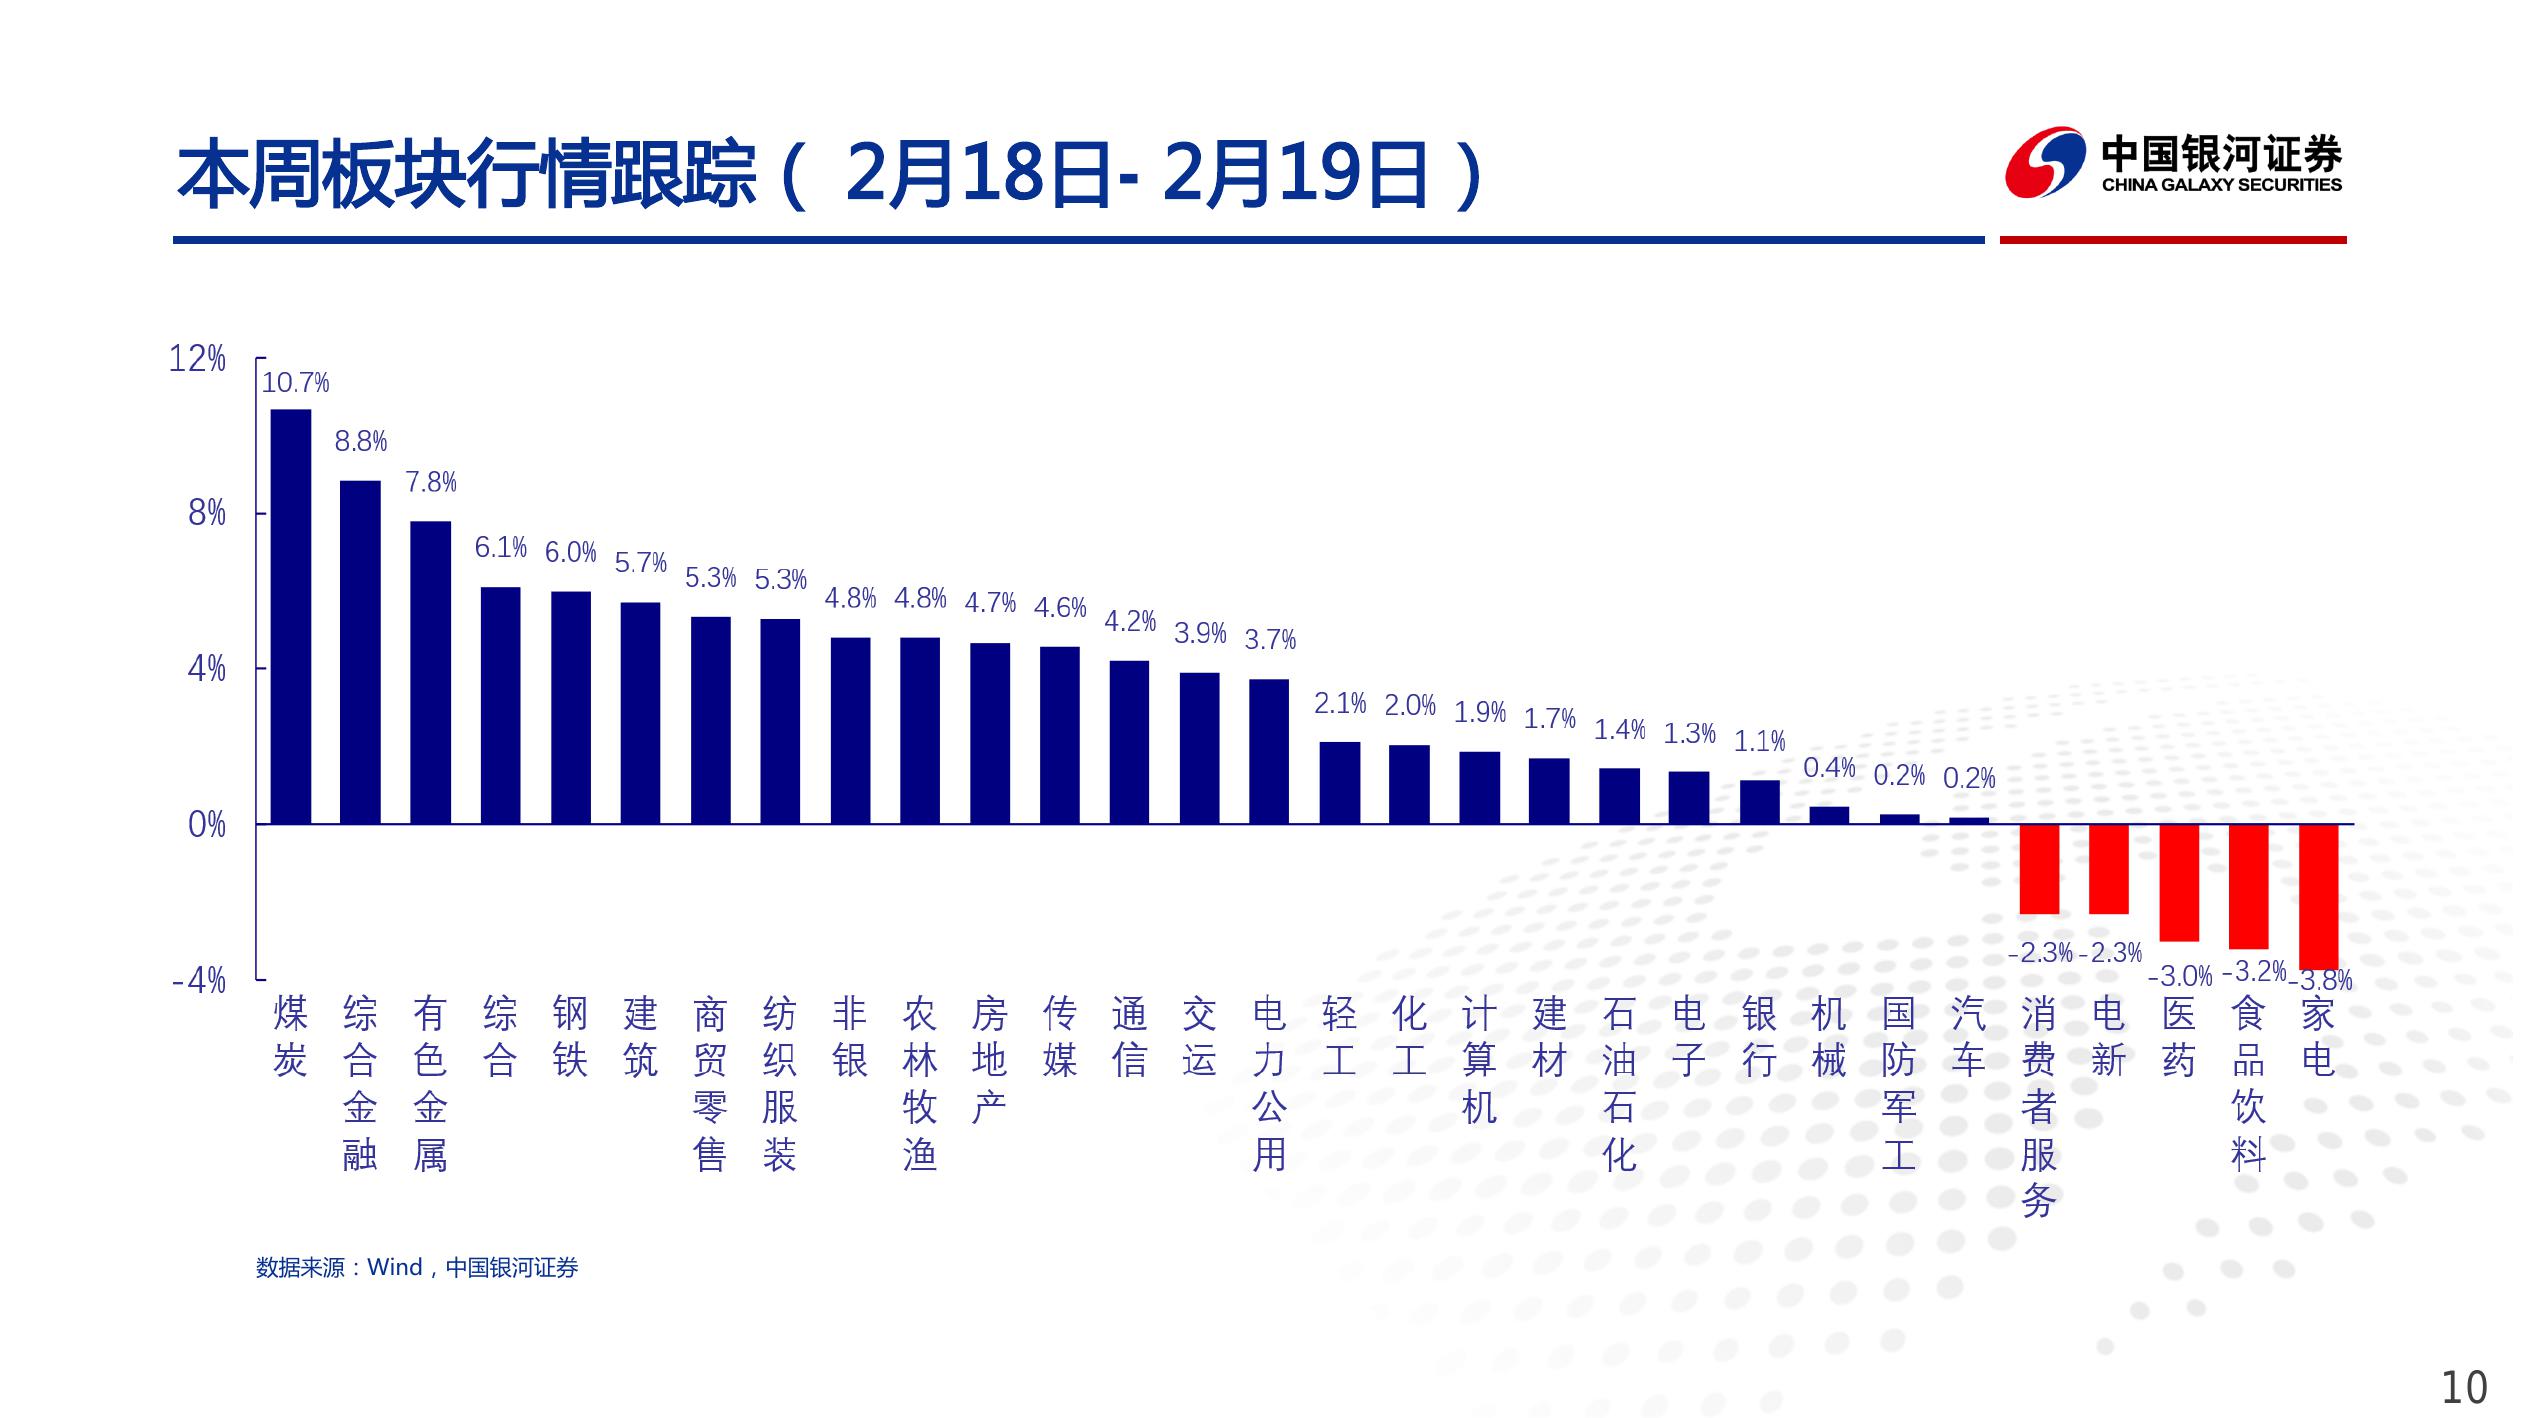 本周板块行情跟踪（ 2月18日- 2月19日）
中国银河证券
CHINA GALAXY SECURITIES
12%
8%
4%
0%
-4%
10.7%
8.8%
7.8%
6.1%
6.0%
5.7%
5.3%
5.3%
4.8%
4.8%
4.7%
4.6%
4.2%
3.9%
3.7%
2.1%
2.0%
1.9%
1.7%
1.4%
1.3%
1.1%
0.4%
0.2%
0.2%
-2.3%
-2.3%
-3.0%
-3.2%
-3.8%
煤炭
综合金融
有色金属
综合
钢铁
建筑
商贸零售
纺织服装
非银
农林牧渔
房地产
传媒
通信
交运
电力公用
轻工
化工
计算机
建材
石油石化
电子
银行
机械
国防军工
汽车
消费者服务
电新
医药
食品饮料
家电
数据来源：Wind，中国银河证券
10